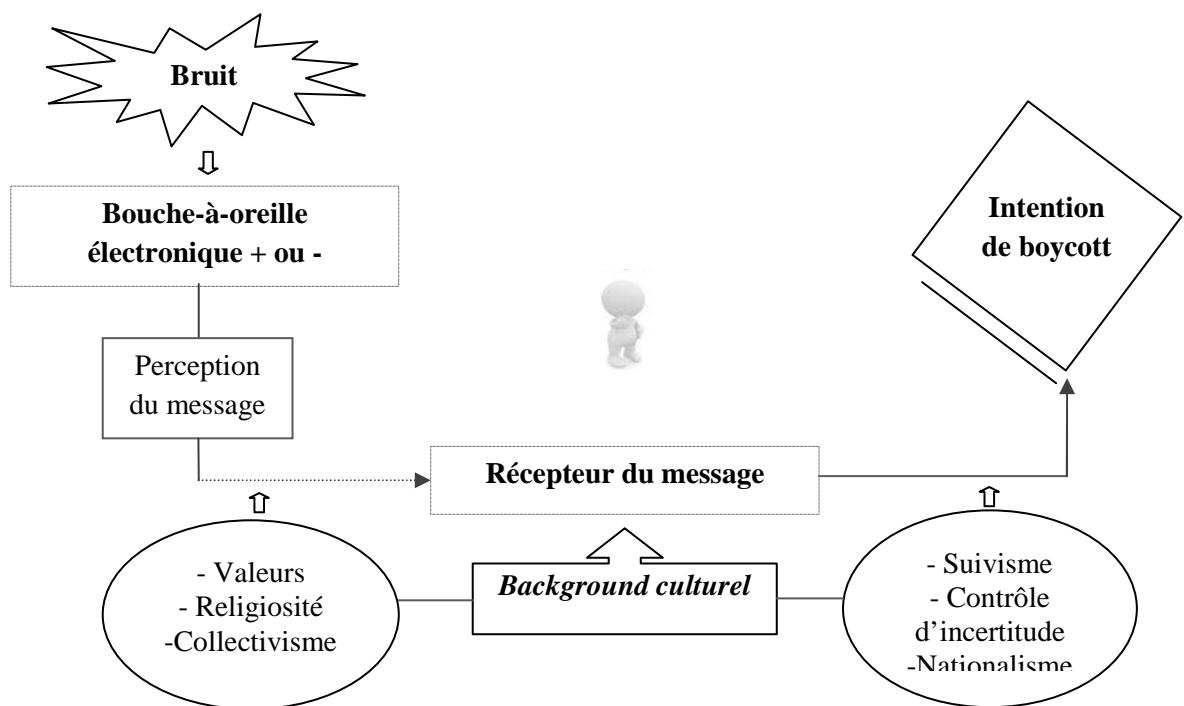 Bruit
Bouche-à-oreille
électronique + ou -
Intention
de boycott
Perception
du message
Récepteur du message
- Valeurs
- Religiosité
-Collectivisme
Background culturel
- Suivisme
- Contrôle
d’incertitude
-Nationalisme